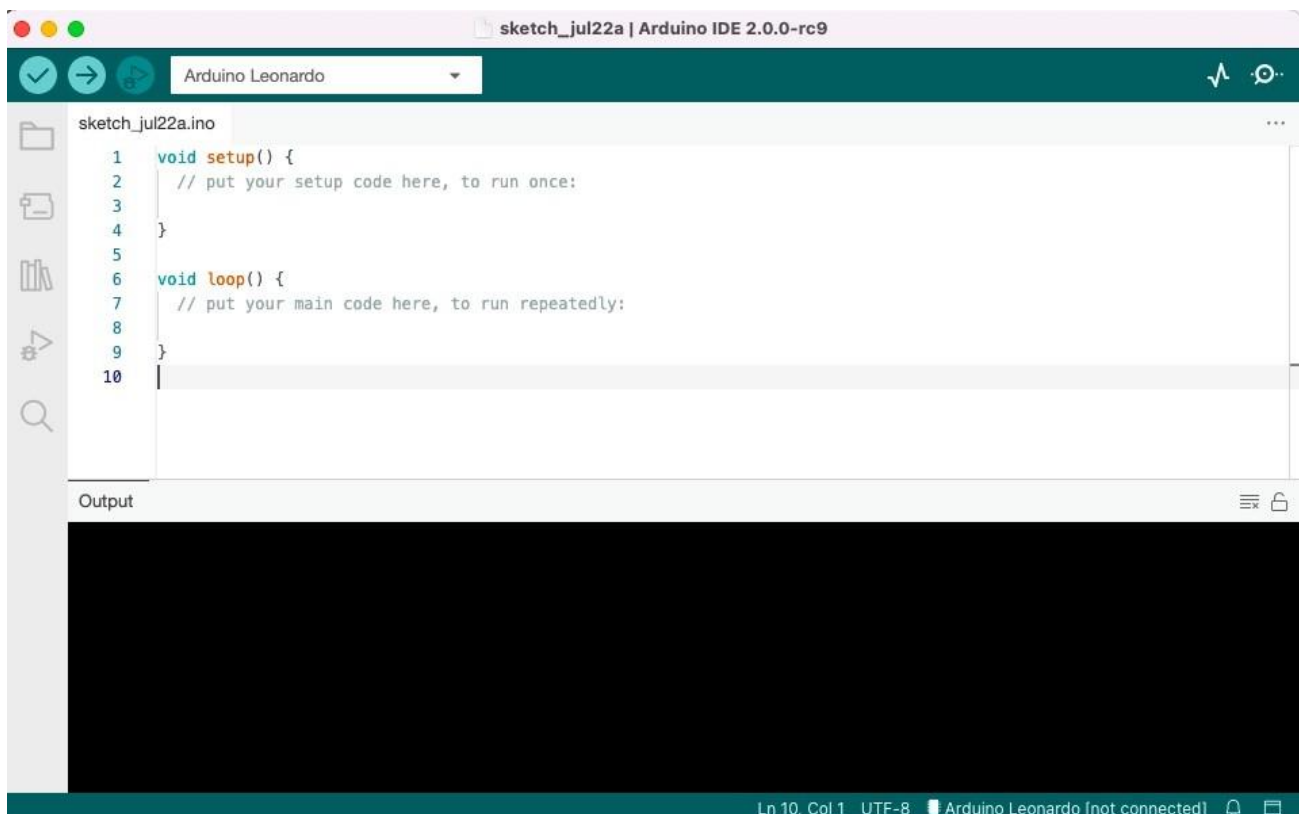 sketch_jul22a | Arduino IDE 2.0.0-rc9
Arduino Leonardo
sketch_jul22a.ino
1 void setup() {
2 // put your setup code here, to run once:
3
4 }
5
6 void loop() {
7 // put your main code here, to run repeatedly:
8
9 }
10
Output
Ln 10, Col 1 UTF-8 Arduino Leonardo [not connected]